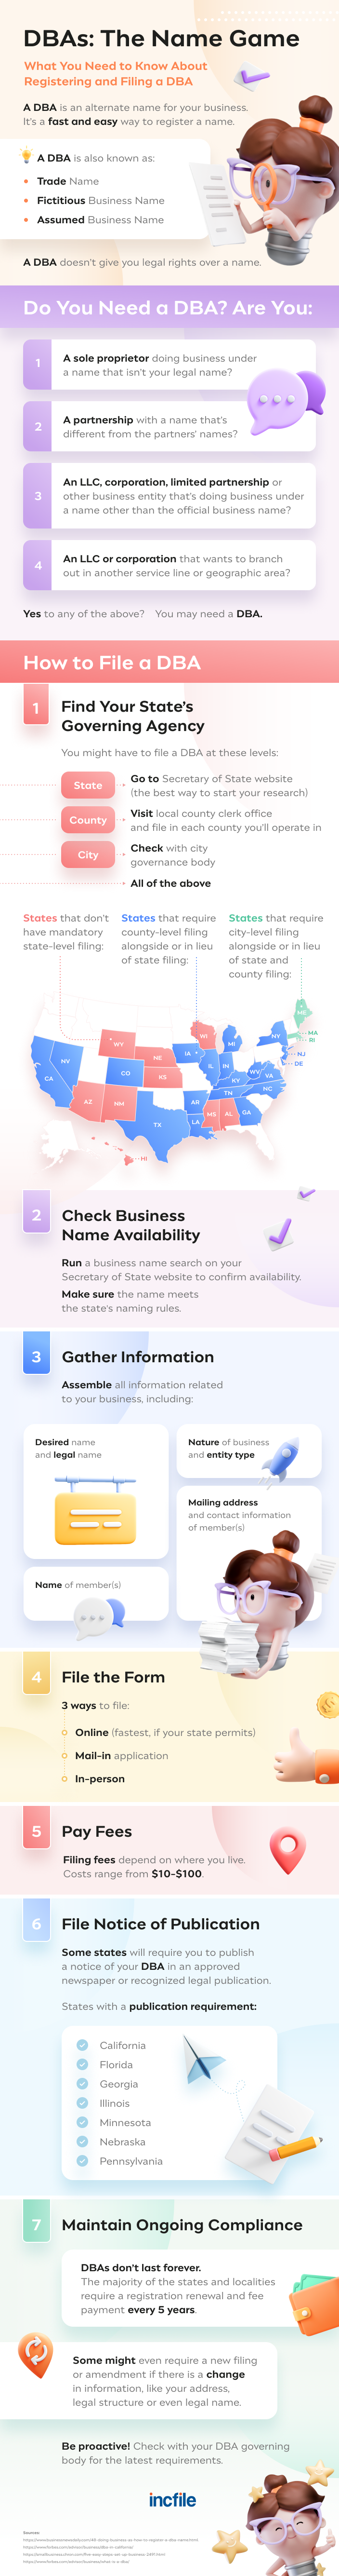 DBAs: The Name Game
What You Need to Know About
Registering and Filing a DBA
A DBA is an alternate name for your business.
It's a fast and easy way to register a name.
A DBA is also known as:
Trade Name
Fictitious Business Name
Assumed Business Name
A DBA doesn't give you legal rights over a name.
Do You Need a DBA? Are You:
1
A sole proprietor doing business under
a name that isn't your legal name?
2
A partnership with a name that's
different from the partners' names?
3
An LLC, corporation, limited partnership or
other business entity that's doing business under
a name other than the official business name?
4
An LLC or corporation that wants to branch
out in another service line or geographic area?
Yes to any of the above? You may need a DBA.
How to File a DBA
1
Find Your State's
Governing Agency
You might have to file a DBA at these levels:
State
Go to Secretary of State website
(the best way to start your research)
County
Visit local county clerk office
and file in each county you'll operate in
City
Check with city
governance body
All of the above
States that don't
have mandatory
state-level filing:
States that require
county-level filing
alongside or in lieu
of state filing:
States that require
city-level filing
alongside or in lieu
of state and
county filing:
ME
MA
RI
NJ
DE
NY
WI
MI
WY
NV
NE
IA
IL
IN
WV
VA
CA
CO
KS
KY
NC
TN
AZ
NM
AR
MS
AL
GA
TX
LA
HI
2
Check Business
Name Availability
Run a business name search on your
Secretary of State website to confirm availability.
Make sure the name meets
the state's naming rules.
3
Gather Information
Assemble all information related
to your business, including:
Desired name
and legal name
Nature of business
and entity type
Mailing address
and contact information
of member(s)
Name of member(s)
4
File the Form
3 ways to file:
Online (fastest, if your state permits)
Mail-in application
In-person
5
Pay Fees
Filing fees depend on where you live.
Costs range from $10-$100.
6
File Notice of Publication
Some states will require you to publish
a notice of your DBA in an approved
newspaper or recognized legal publication.
States with a publication requirement:
California
Florida
Georgia
Illinois
Minnesota
Nebraska
Pennsylvania
7
Maintain Ongoing Compliance
DBAs don't last forever.
The majority of the states and localities
require a registration renewal and fee
payment every 5 years.
Some might even require a new filing
or amendment if there is a change
in information, like your address,
legal structure or even legal name.
Be proactive! Check with your DBA governing
body for the latest requirements.
incfile
Sources: